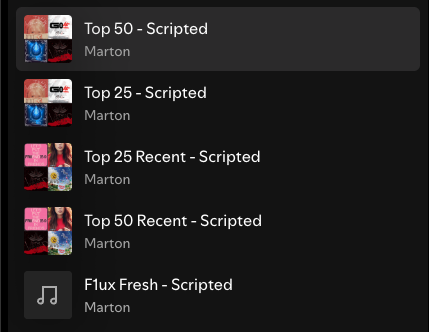 Top 50 - Scripted
Marton
Top 25 - Scripted
Marton
Top 25 Recent - Scripted
Marton
Top 50 Recent - Scripted
Marton
F1ux Fresh - Scripted
Marton